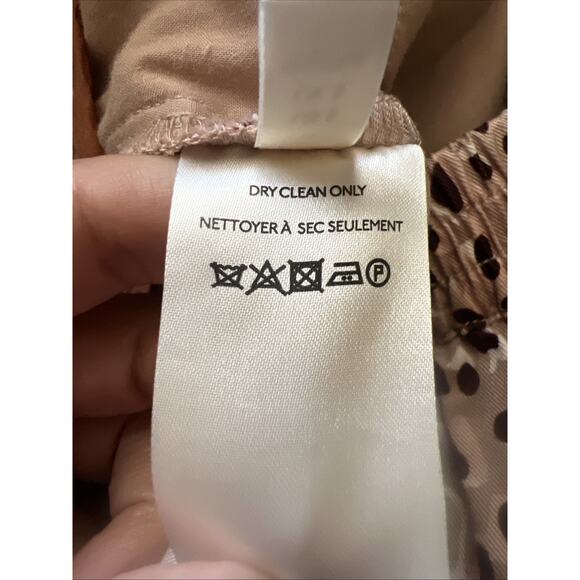 DRY CLEAN ONLY
NETTOYER À SEC SEULEMENT
P